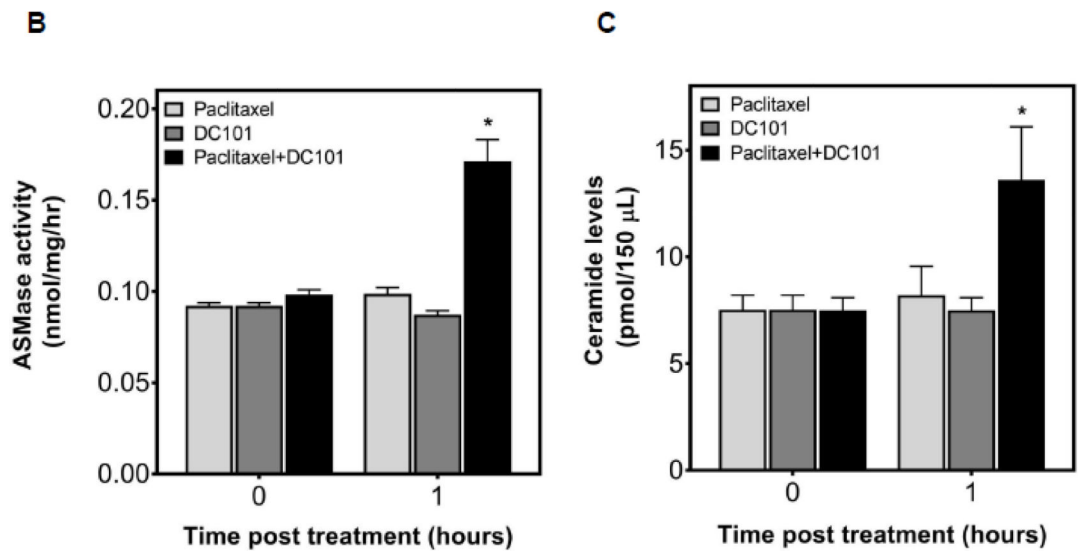 B
ASMase activity
(nmol/mg/hr)
0.20
0.15
0.10
0.05
0.00
Paclitaxel
DC101
Paclitaxel+DC101
*
0
1
Time post treatment (hours)
C
Ceramide levels
(pmol/150 μL)
15
10
5
0
Paclitaxel
DC101
Paclitaxel+DC101
*
0
1
Time post treatment (hours)